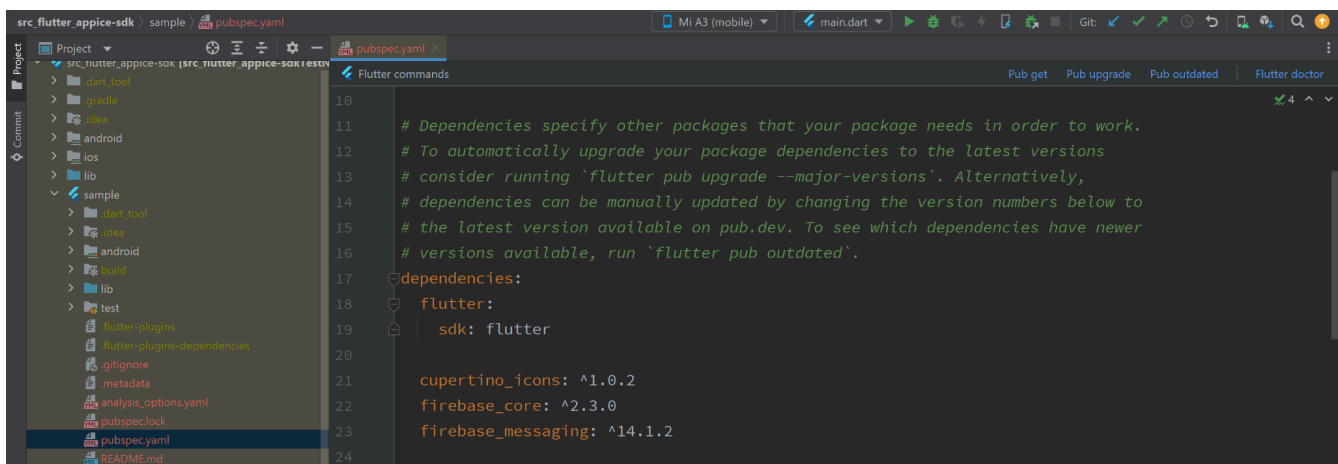 src_flutter_appice-sdk sample pubspec.yaml Mi A3 (mobile) main.dart Git:
Project pubspec.yaml
Project
Commit
src_flutter_appice-sdk [src_flutter_appice-sdkTestN
Flutter commands Pub get Pub upgrade Pub outdated Flutter doctor
.dart_tool
.gradle
.idea
android
ios
lib
sample
.dart_tool
.idea
android
build
lib
test
.flutter-plugins
.flutter-plugins-dependencies
.gitignore
.metadata
analysis_options.yaml
pubspec.lock
pubspec.yaml
README.md
4
10
11 # Dependencies specify other packages that your package needs in order to work.
12 # To automatically upgrade your package dependencies to the latest versions
13 # consider running `flutter pub upgrade --major-versions`. Alternatively,
14 # dependencies can be manually updated by changing the version numbers below to
15 # the latest version available on pub.dev. To see which dependencies have newer
16 # versions available, run `flutter pub outdated`.
17 dependencies:
18 flutter:
19 sdk: flutter
20
21 cupertino_icons: ^1.0.2
22 firebase_core: ^2.3.0
23 firebase_messaging: ^14.1.2
24